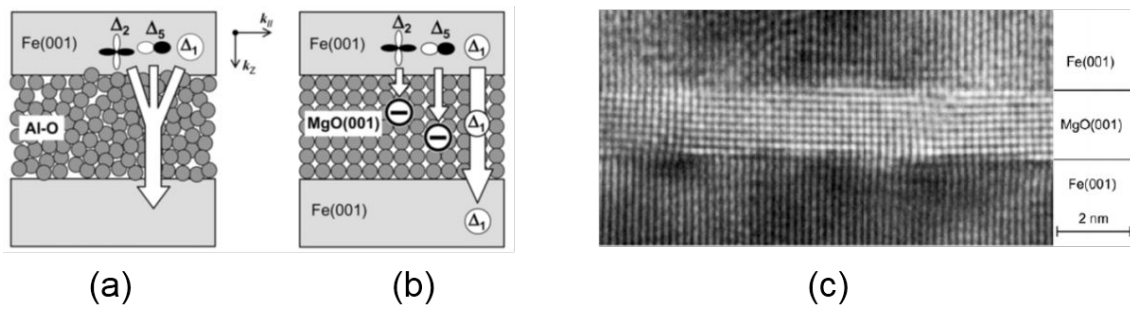 Fe(001)
Δ2
Δ5
Δ1
k//
kz
Al-O
(a)
Fe(001)
Δ2
Δ5
Δ1
MgO(001)
Δ1
Fe(001)
Δ1
(b)
Fe(001)
MgO(001)
Fe(001)
2 nm
(c)